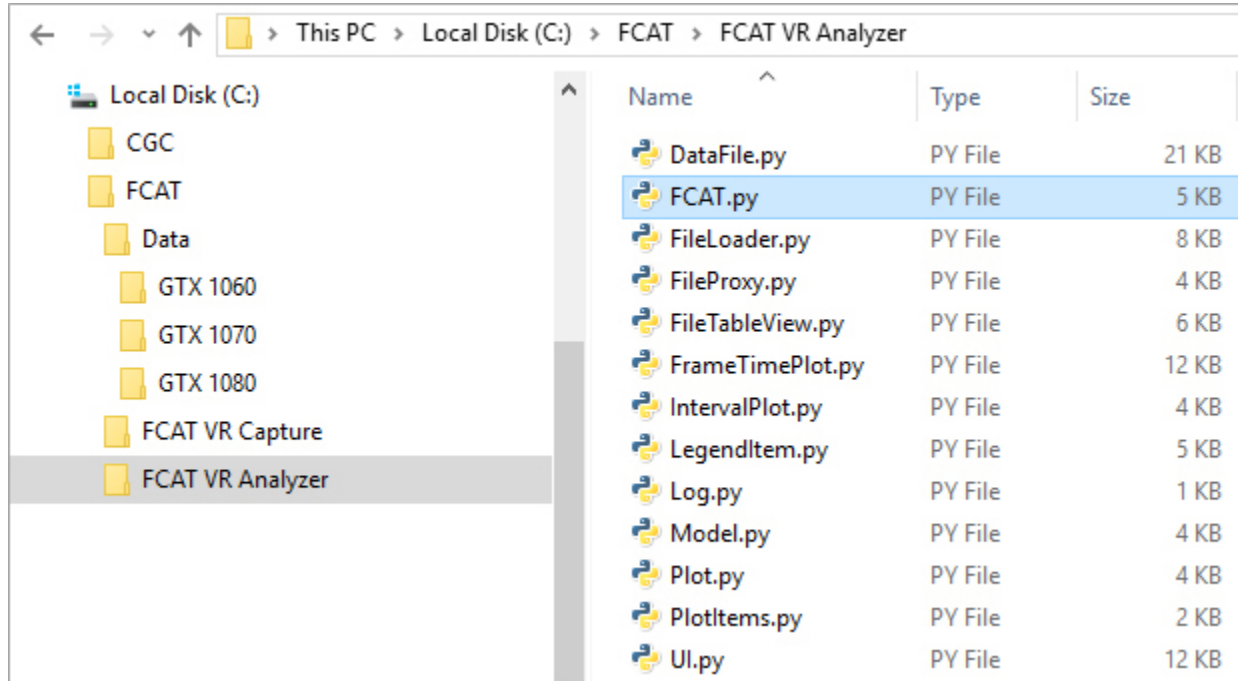 This PC > Local Disk (C:) > FCAT > FCAT VR Analyzer
Local Disk (C:)
CGC
FCAT
Data
GTX 1060
GTX 1070
GTX 1080
FCAT VR Capture
FCAT VR Analyzer
Name Type Size
DataFile.py PY File 21 KB
FCAT.py PY File 5 KB
FileLoader.py PY File 8 KB
FileProxy.py PY File 4 KB
FileTableView.py PY File 6 KB
FrameTimePlot.py PY File 12 KB
IntervalPlot.py PY File 4 KB
LegendItem.py PY File 5 KB
Log.py PY File 1 KB
Model.py PY File 4 KB
Plot.py PY File 4 KB
PlotItems.py PY File 2 KB
UI.py PY File 12 KB